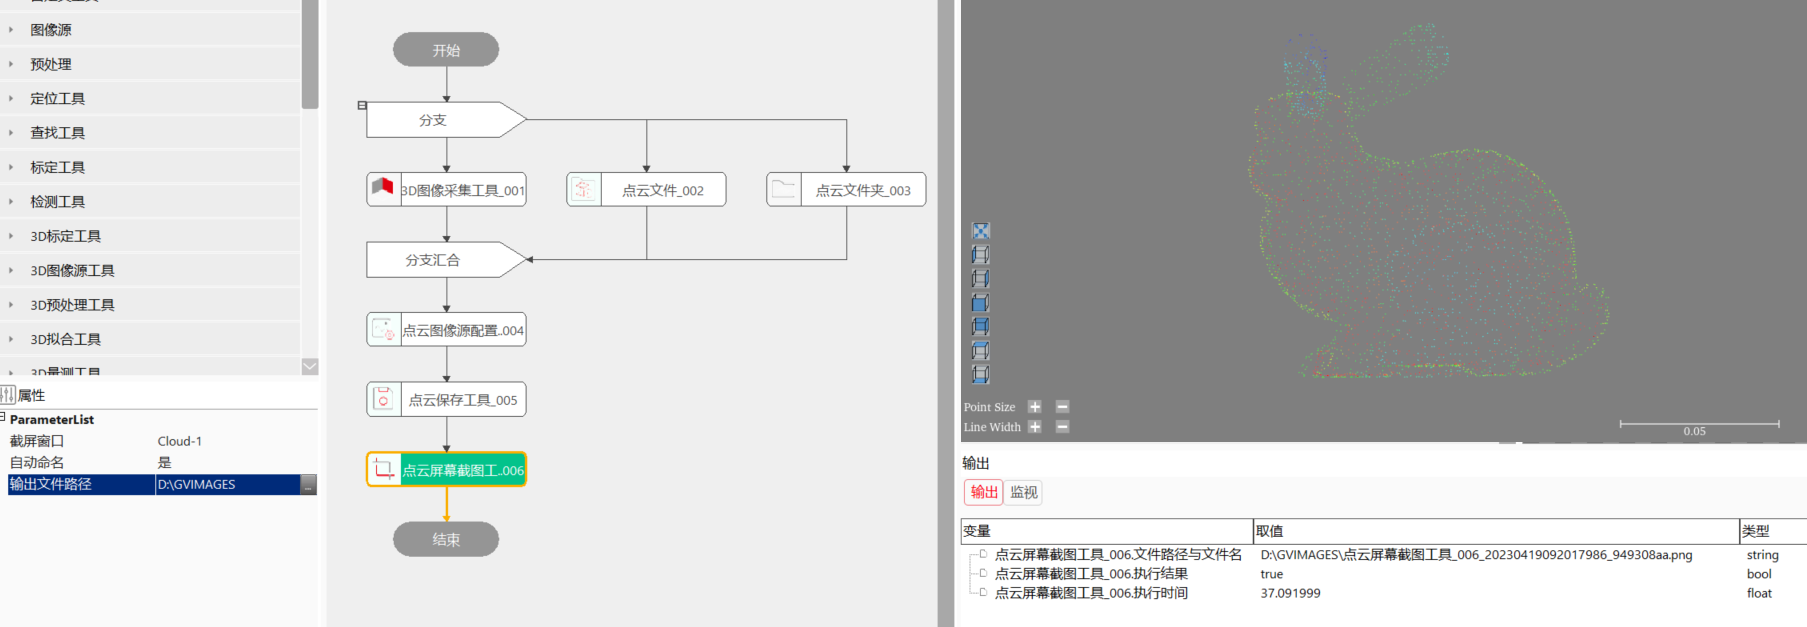 图像源
预处理
定位工具
查找工具
标定工具
检测工具
3D标定工具
3D图像源工具
3D预处理工具
3D拟合工具
3D量测工具
属性
ParameterList
截屏窗口 Cloud-1
自动命名 是
输出文件路径 D:\GVIMAGES ...
开始
分支
3D图像采集工具_001
点云文件_002
点云文件夹_003
分支汇合
点云图像源配置..004
点云保存工具_005
点云屏幕截图工..006
结束
Point Size
Line Width
0.05
输出
输出 监视
变量 取值 类型
点云屏幕截图工具_006.文件路径与文件名 D:\GVIMAGES\点云屏幕截图工具_006_20230419092017986_949308aa.png string
点云屏幕截图工具_006.执行结果 true bool
点云屏幕截图工具_006.执行时间 37.091999 float